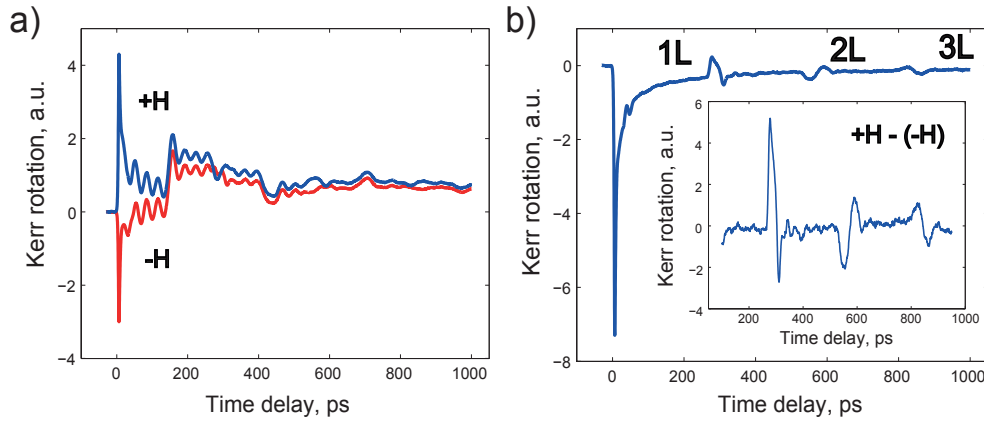 a)
Kerr rotation, a.u.
4
2
0
−2
−4
+H
-H
0
200
400
600
800
1000
Time delay, ps
b)
Kerr rotation, a.u.
0
−2
−4
−6
−8
1L
2L
3L
0
200
400
600
800
1000
Time delay, ps
Kerr rotation, a.u.
6
4
2
0
−2
−4
+H - (-H)
200
400
600
800
1000
Time delay, ps